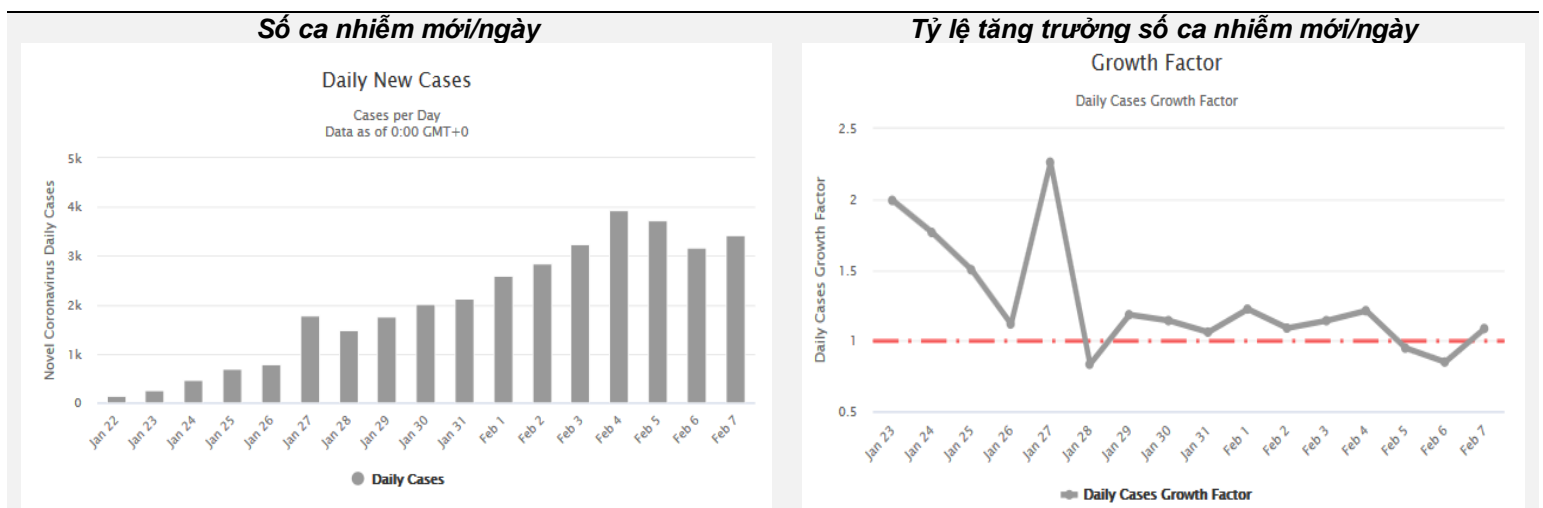 Số ca nhiễm mới/ngày
Daily New Cases
Cases per Day
Data as of 0:00 GMT+0
Novel Coronavirus Daily Cases
5k
4k
3k
2k
1k
0
Jan 22
Jan 23
Jan 24
Jan 25
Jan 26
Jan 27
Jan 28
Jan 29
Jan 30
Jan 31
Feb 1
Feb 2
Feb 3
Feb 4
Feb 5
Feb 6
Feb 7
Daily Cases
Tỷ lệ tăng trưởng số ca nhiễm mới/ngày
Growth Factor
Daily Cases Growth Factor
Daily Cases Growth Factor
2.5
2
1.5
1
0.5
Jan 23
Jan 24
Jan 25
Jan 26
Jan 27
Jan 28
Jan 29
Jan 30
Jan 31
Feb 1
Feb 2
Feb 3
Feb 4
Feb 5
Feb 6
Feb 7
Daily Cases Growth Factor